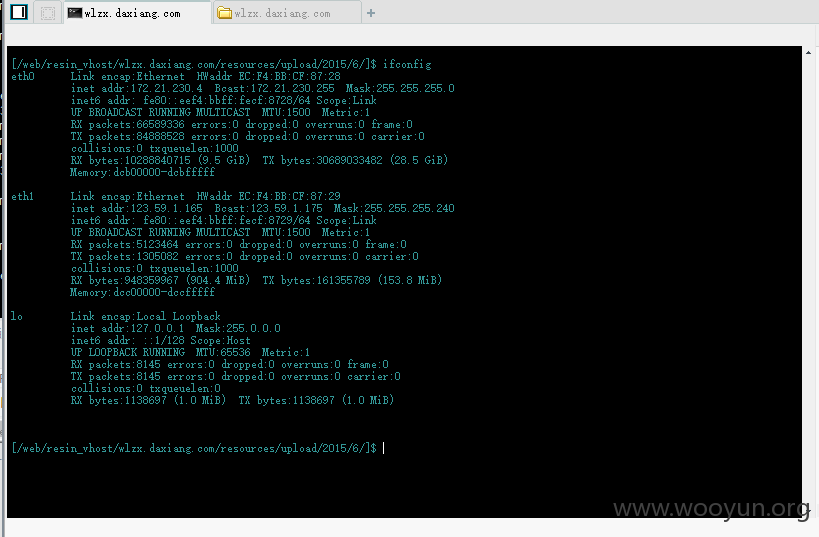 wlzx.daxiang.com
wlzx.daxiang.com
[/web/resin_vhost/wlzx.daxiang.com/resources/upload/2015/6/]$ ifconfig
eth0 Link encap:Ethernet HWaddr EC:F4:BB:CF:87:28
inet addr:172.21.230.4 Bcast:172.21.230.255 Mask:255.255.255.0
inet6 addr: fe80::eef4:bbff:fecf:8728/64 Scope:Link
UP BROADCAST RUNNING MULTICAST MTU:1500 Metric:1
RX packets:66589336 errors:0 dropped:0 overruns:0 frame:0
TX packets:84888528 errors:0 dropped:0 overruns:0 carrier:0
collisions:0 txqueuelen:1000
RX bytes:10288840715 (9.5 GiB) TX bytes:30689033482 (28.5 GiB)
Memory:dcb00000-dcbfffff
eth1 Link encap:Ethernet HWaddr EC:F4:BB:CF:87:29
inet addr:123.59.1.165 Bcast:123.59.1.175 Mask:255.255.255.240
inet6 addr: fe80::eef4:bbff:fecf:8729/64 Scope:Link
UP BROADCAST RUNNING MULTICAST MTU:1500 Metric:1
RX packets:5123464 errors:0 dropped:0 overruns:0 frame:0
TX packets:1305082 errors:0 dropped:0 overruns:0 carrier:0
collisions:0 txqueuelen:1000
RX bytes:948359967 (904.4 MiB) TX bytes:161355789 (153.8 MiB)
Memory:dcc00000-dccfffff
lo Link encap:Local Loopback
inet addr:127.0.0.1 Mask:255.0.0.0
inet6 addr: ::1/128 Scope:Host
UP LOOPBACK RUNNING MTU:65536 Metric:1
RX packets:8145 errors:0 dropped:0 overruns:0 frame:0
TX packets:8145 errors:0 dropped:0 overruns:0 carrier:0
collisions:0 txqueuelen:0
RX bytes:1138697 (1.0 MiB) TX bytes:1138697 (1.0 MiB)
[/web/resin_vhost/wlzx.daxiang.com/resources/upload/2015/6/]$
www.wooyun.org